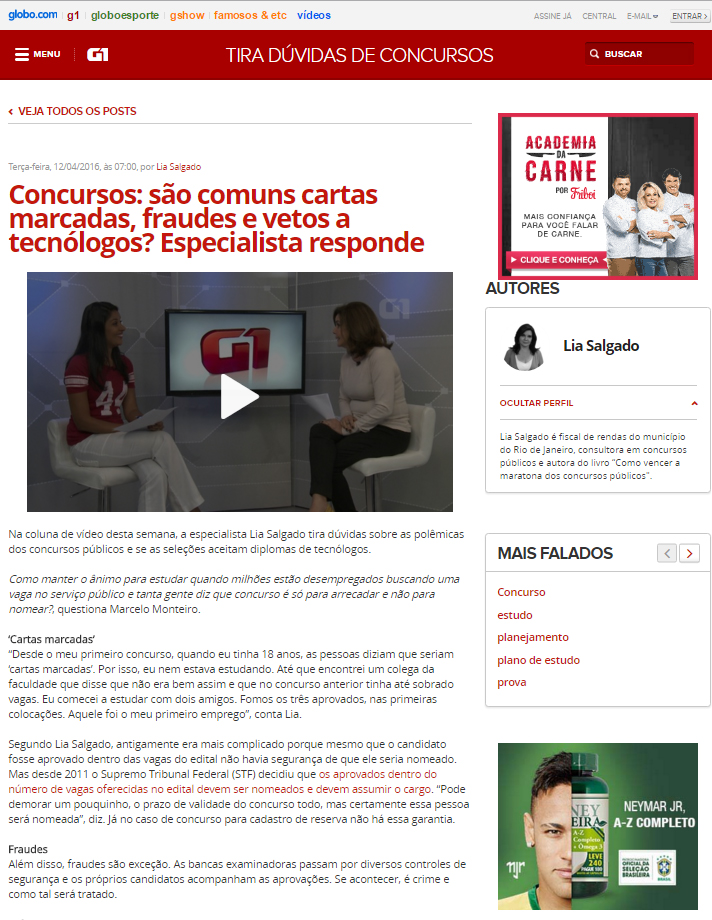 globo.com g1 globoesporte gshow famosos & etc vídeos ASSINE JÁ CENTRAL E-MAIL ENTRAR
MENU G1 TIRA DÚVIDAS DE CONCURSOS BUSCAR
VEJA TODOS OS POSTS
Terça-feira, 12/04/2016, às 07:00, por Lia Salgado
Concursos: são comuns cartas
marcadas, fraudes e vetos a
tecnólogos? Especialista responde
G1
G1
Na coluna de vídeo desta semana, a especialista Lia Salgado tira dúvidas sobre as polêmicas
dos concursos públicos e se as seleções aceitam diplomas de tecnólogos.
Como manter o ânimo para estudar quando milhões estão desempregados buscando uma
vaga no serviço público e tanta gente diz que concurso é só para arrecadar e não para
nomear?, questiona Marcelo Monteiro.
‘Cartas marcadas’
“Desde o meu primeiro concurso, quando eu tinha 18 anos, as pessoas diziam que seriam
‘cartas marcadas’. Por isso, eu nem estava estudando. Até que encontrei um colega da
faculdade que disse que não era bem assim e que no concurso anterior tinha até sobrado
vagas. Eu comecei a estudar com dois amigos. Fomos os três aprovados, nas primeiras
colocações. Aquele foi o meu primeiro emprego”, conta Lia.
Segundo Lia Salgado, antigamente era mais complicado porque mesmo que o candidato
fosse aprovado dentro das vagas do edital não havia segurança de que ele seria nomeado.
Mas desde 2011 o Supremo Tribunal Federal (STF) decidiu que os aprovados dentro do
número de vagas oferecidas no edital devem ser nomeados e devem assumir o cargo. “Pode
demorar um pouquinho, o prazo de validade do concurso todo, mas certamente essa pessoa
será nomeada”, diz. Já no caso de concurso para cadastro de reserva não há essa garantia.
Fraudes
Além disso, fraudes são exceção. As bancas examinadoras passam por diversos controles de
segurança e os próprios candidatos acompanham as aprovações. Se acontecer, é crime e
como tal será tratado.
ACADEMIA
DA
CARNE
POR Friboi
MAIS CONFIANÇA
PARA VOCÊ FALAR
DE CARNE.
CLIQUE E CONHEÇA
AUTORES
Lia Salgado
OCULTAR PERFIL
Lia Salgado é fiscal de rendas do município
do Rio de Janeiro, consultora em concursos
públicos e autora do livro “Como vencer a
maratona dos concursos públicos”.
MAIS FALADOS
Concurso
estudo
planejamento
plano de estudo
prova
NEYMAR JR,
A-Z COMPLETO
NEY
EIRA
A-Z
Completo
+ Omega 3
LEVE
240
PAGUE 100
OFICIAL DA
SELEÇÃO
BRASILEIRA
BRASIL
NJR